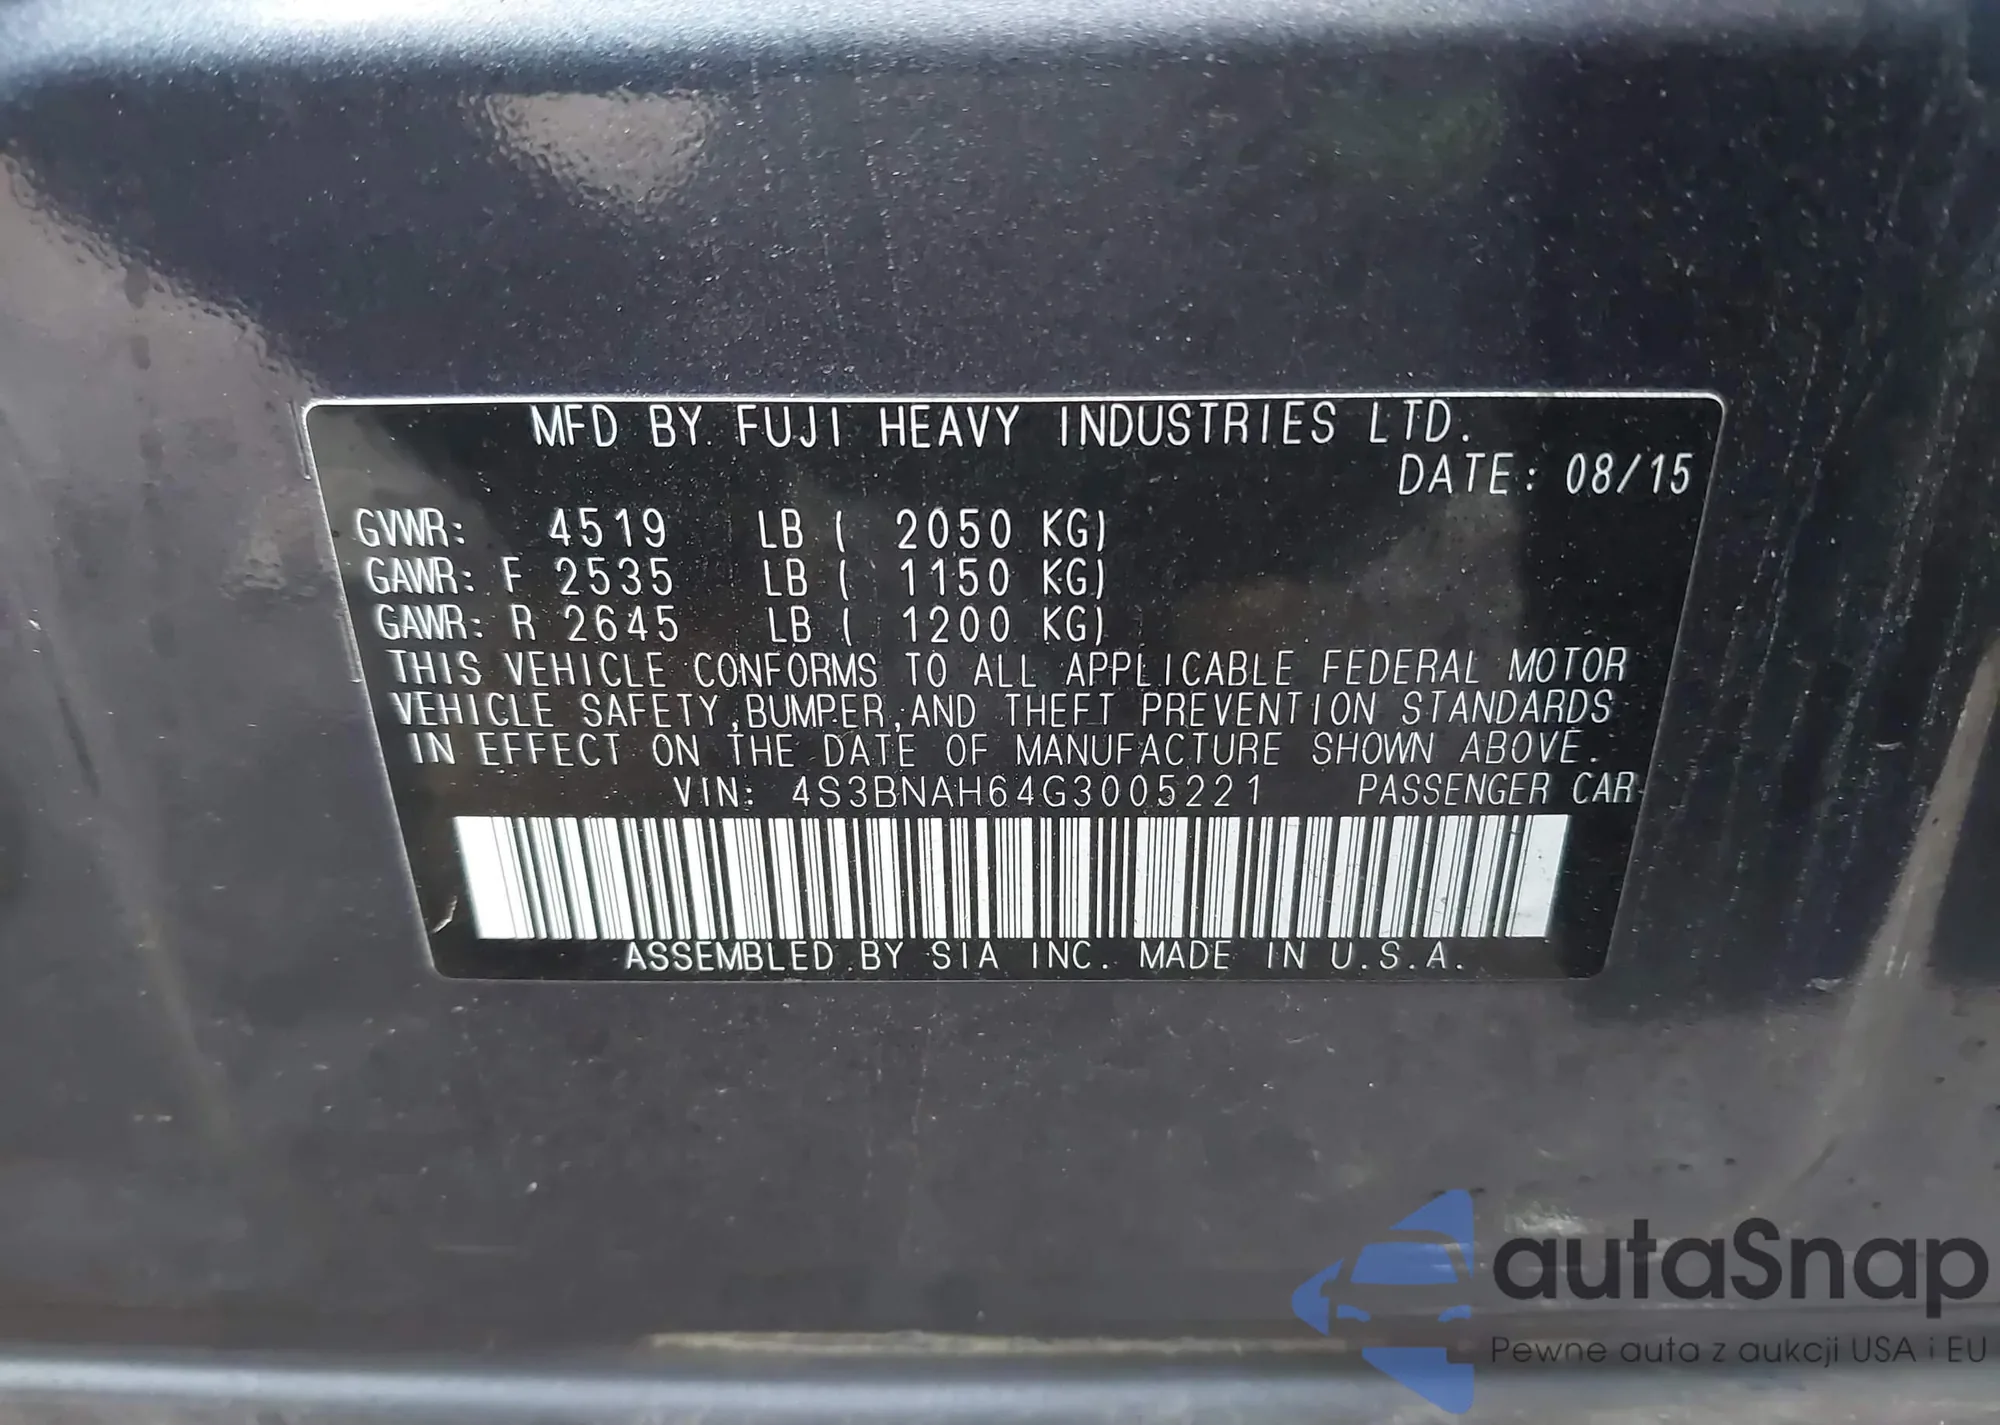 MFD BY FUJI HEAVY INDUSTRIES LTD.
DATE: 08/15
GVWR: 4519 LB ( 2050 KG)
GAWR: F 2535 LB ( 1150 KG)
GAWR: R 2645 LB ( 1200 KG)
THIS VEHICLE CONFORMS TO ALL APPLICABLE FEDERAL MOTOR
VEHICLE SAFETY,BUMPER,AND THEFT PREVENTION STANDARDS
IN EFFECT ON THE DATE OF MANUFACTURE SHOWN ABOVE.
VIN: 4S3BNAH64G3005221 PASSENGER CAR
ASSEMBLED BY SIA INC. MADE IN U.S.A.
autaSnap
Pewne auta z aukcji USA i EU